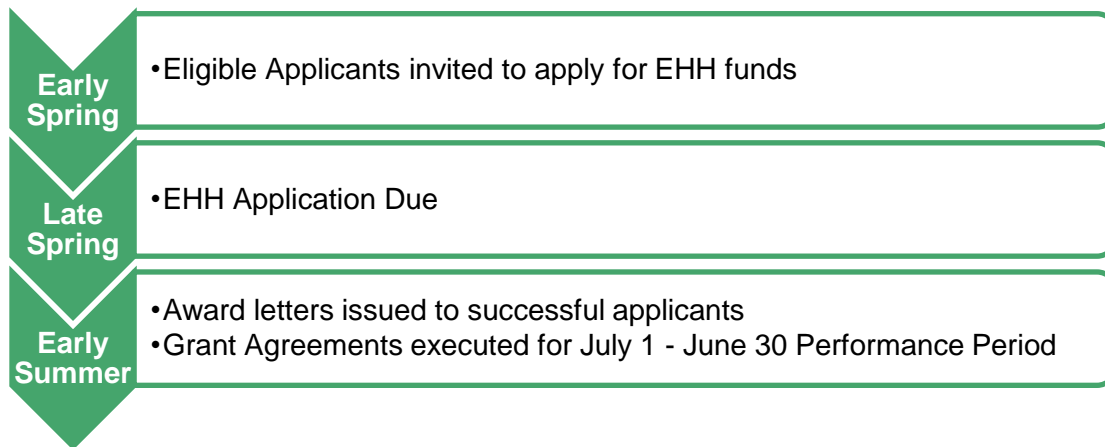 Early
Spring
•Eligible Applicants invited to apply for EHH funds
Late
Spring
•EHH Application Due
Early
Summer
•Award letters issued to successful applicants
•Grant Agreements executed for July 1 - June 30 Performance Period